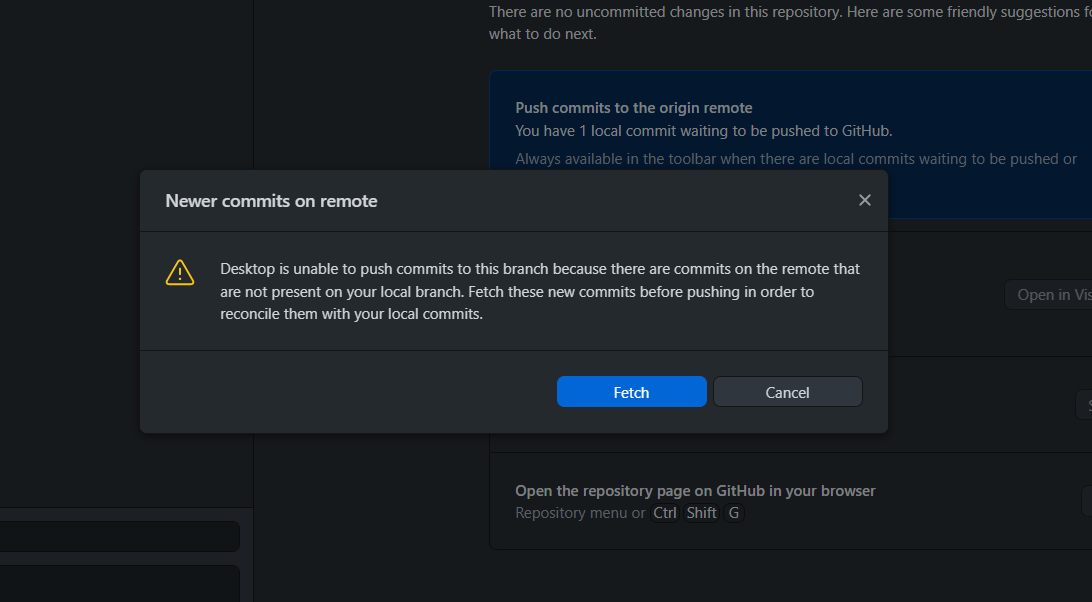 There are no uncommitted changes in this repository. Here are some friendly suggestions
what to do next.
Push commits to the origin remote
You have 1 local commit waiting to be pushed to GitHub.
Always available in the toolbar when there are local commits waiting to be pushed or
Newer commits on remote
Desktop is unable to push commits to this branch because there are commits on the remote that
are not present on your local branch. Fetch these new commits before pushing in order to
reconcile them with your local commits.
Open in
Fetch
Cancel
Open the repository page on GitHub in your browser
Repository menu or Ctrl Shift G